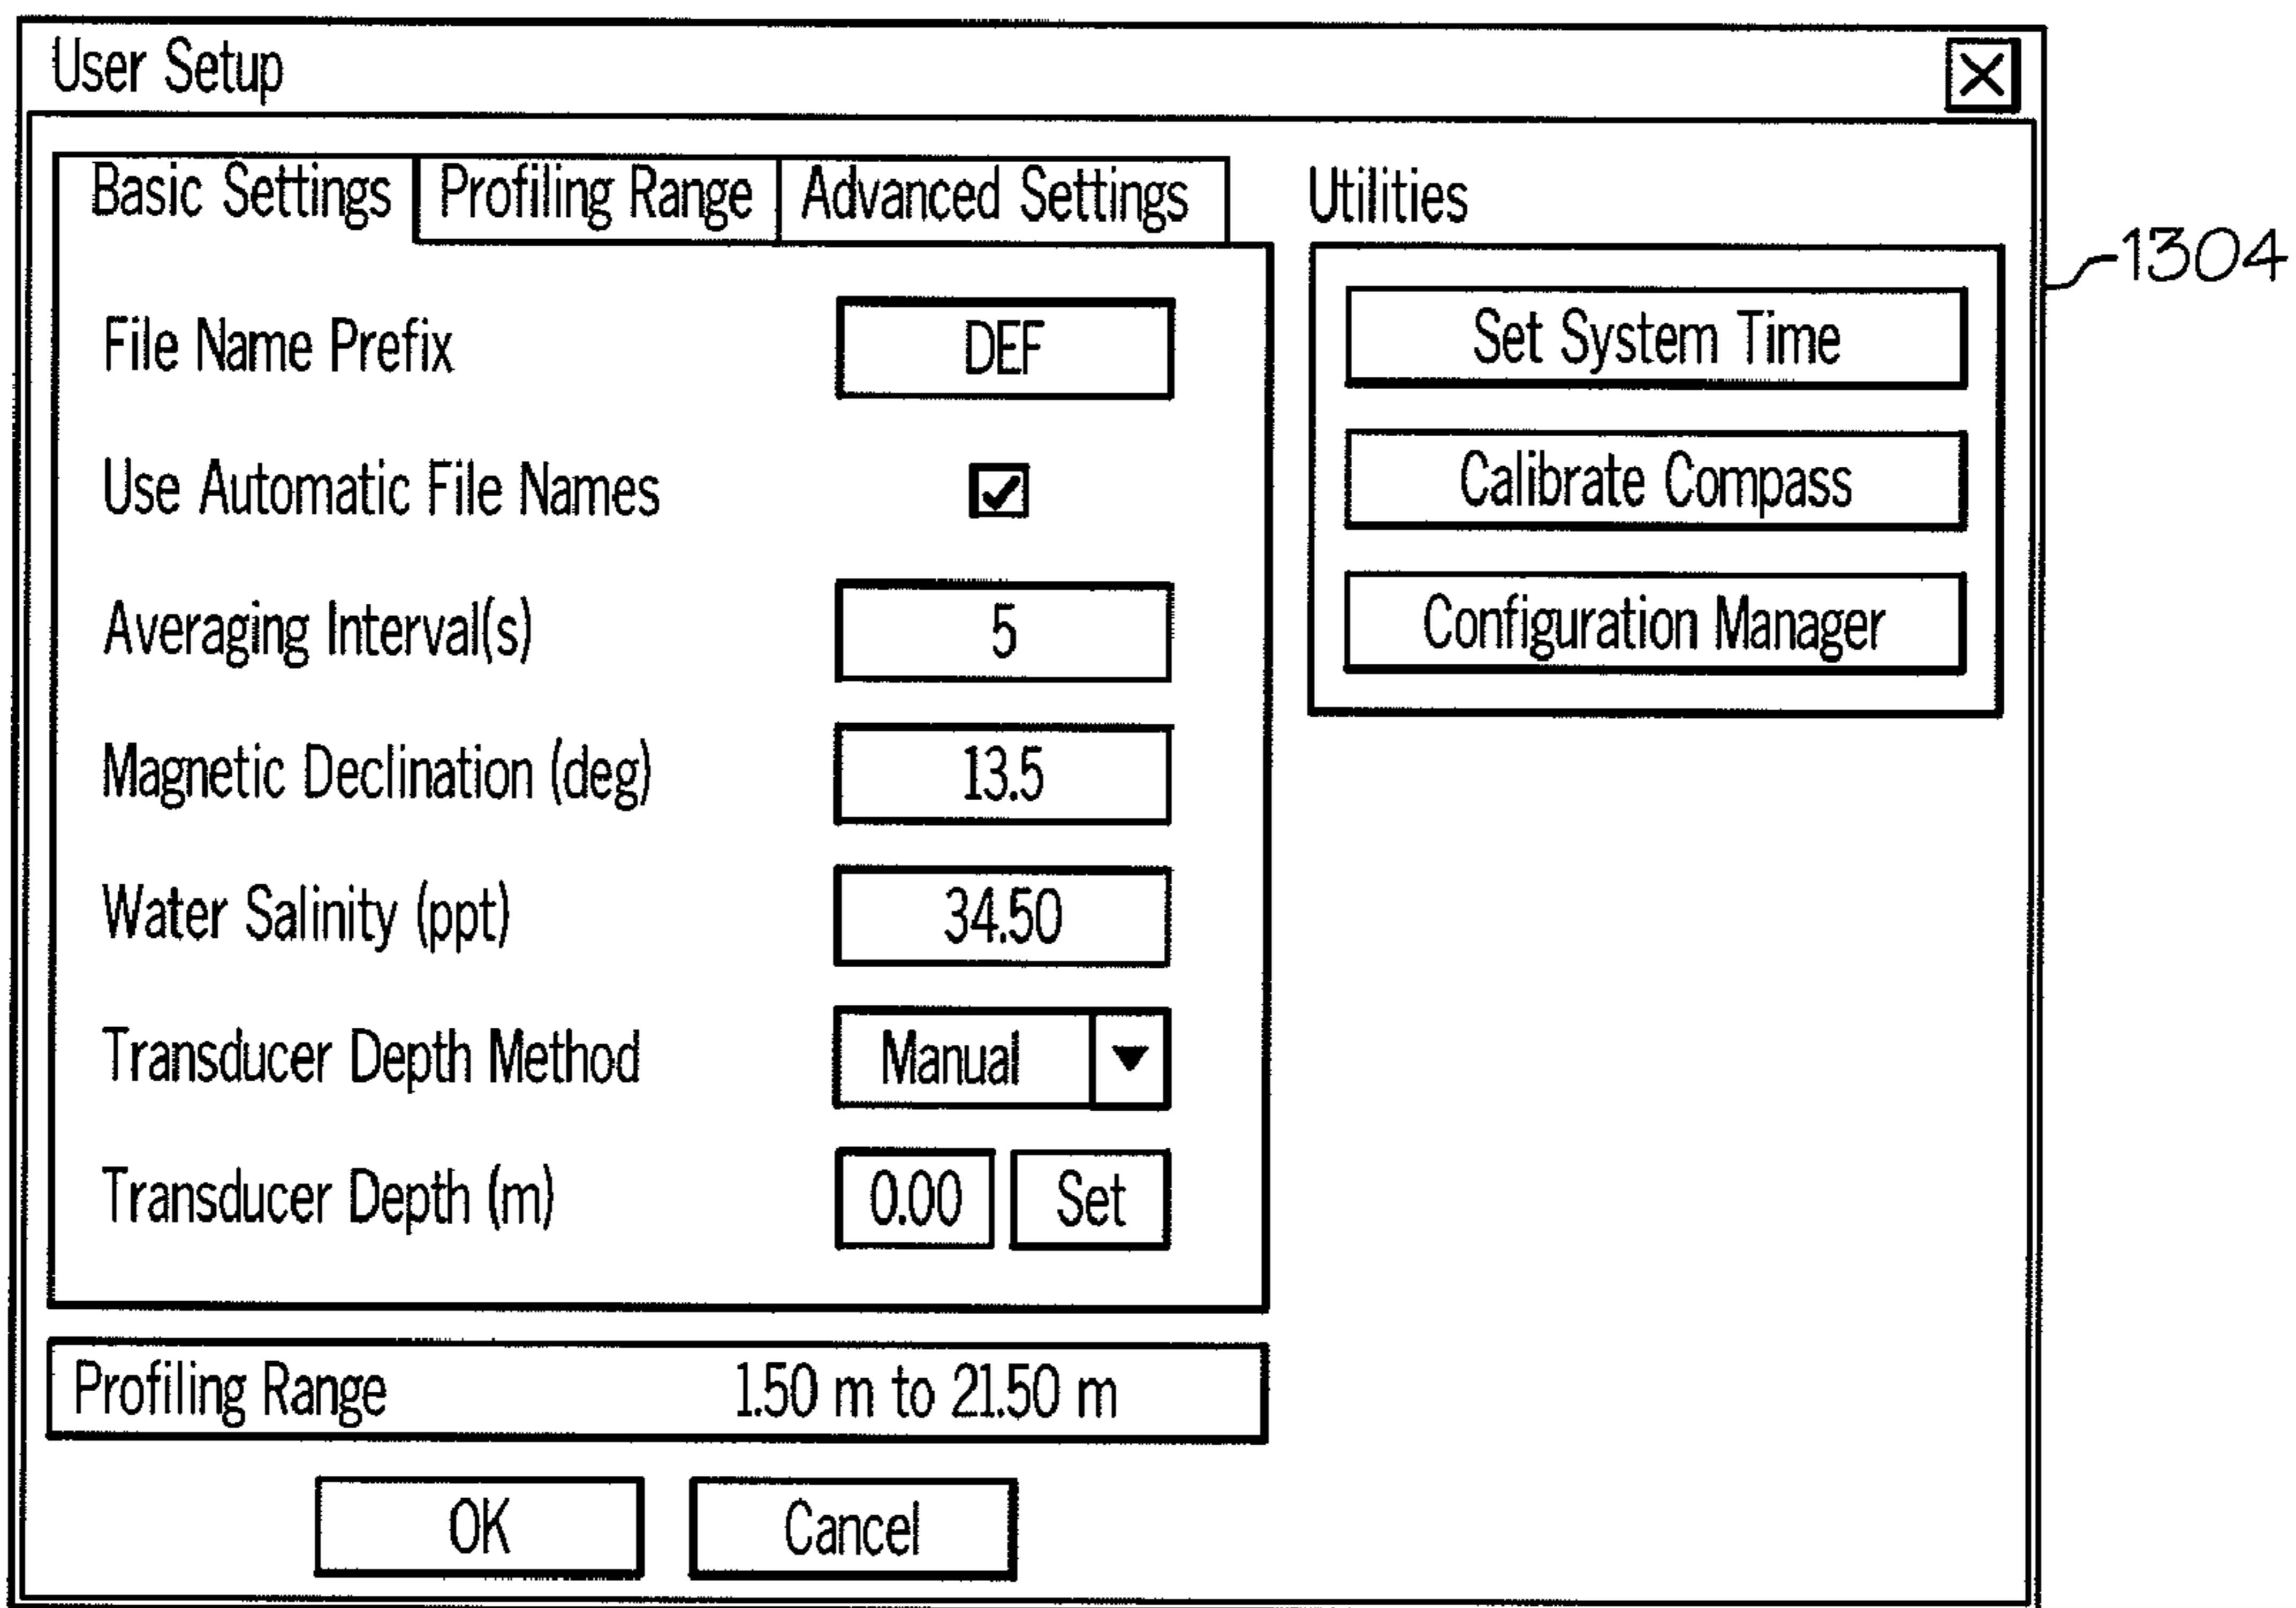 User Setup
Basic Settings Profiling Range Advanced Settings
File Name Prefix DEF
Use Automatic File Names
Averaging Interval(s) 5
Magnetic Declination (deg) 13.5
Water Salinity (ppt) 34.50
Transducer Depth Method Manual
Transducer Depth (m) 0.00 Set
Profiling Range 1.50 m to 21.50 m
OK Cancel
Utilities
Set System Time
Calibrate Compass
Configuration Manager
1304